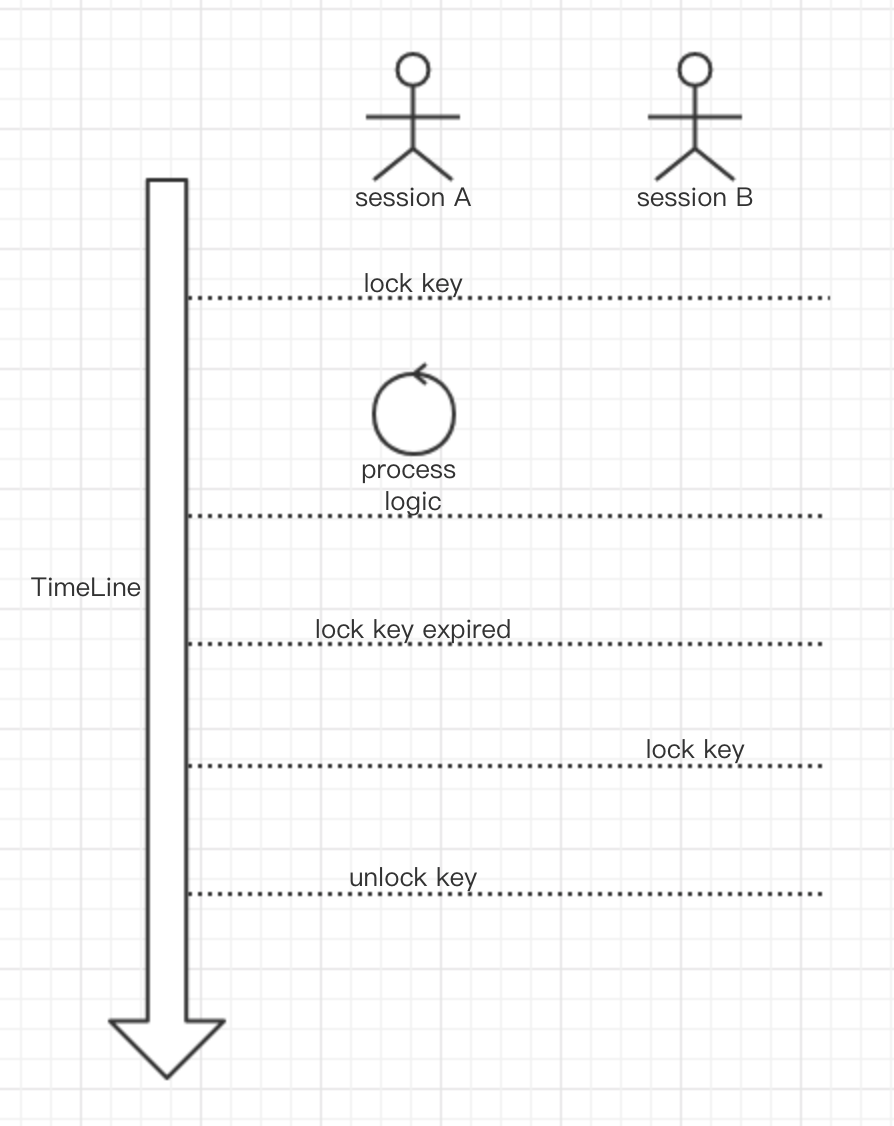 session A
session B
lock key
process
logic
TimeLine
lock key expired
lock key
unlock key